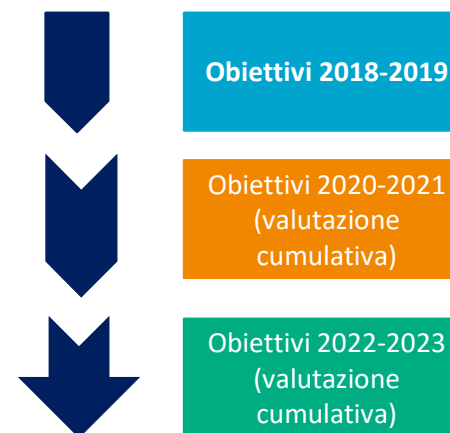 Obiettivi 2018-2019
Obiettivi 2020-2021
(valutazione
cumulativa)
Obiettivi 2022-2023
(valutazione
cumulativa)